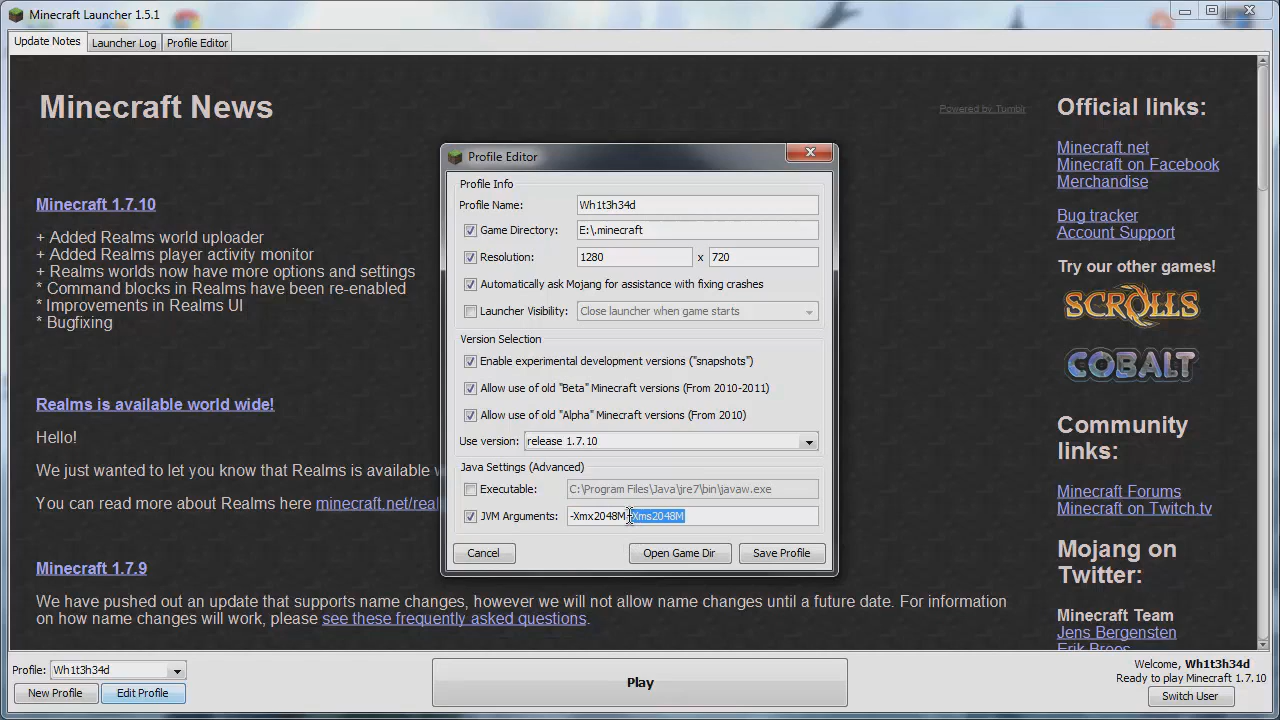 Minecraft Launcher 1.5.1
Update Notes
Launcher Log
Profile Editor
Minecraft News
Powered by Tumblr
Minecraft 1.7.10
+ Added Realms world uploader
+ Added Realms player activity monitor
+ Realms worlds now have more options and settings
* Command blocks in Realms have been re-enabled
* Improvements in Realms UI
* Bugfixing
Realms is available world wide!
Hello!
We just wanted to let you know that Realms is available
You can read more about Realms here minecraft.net/real
Minecraft 1.7.9
We have pushed out an update that supports name changes, however we will not allow name changes until a future date. For information
on how name changes will work, please see these frequently asked questions.
Profile Editor
Profile Info
Profile Name: Wh1t3h34d
Game Directory: E:\.minecraft
Resolution: 1280 x 720
Automatically ask Mojang for assistance with fixing crashes
Launcher Visibility: Close launcher when game starts
Version Selection
Enable experimental development versions ("snapshots")
Allow use of old "Beta" Minecraft versions (From 2010-2011)
Allow use of old "Alpha" Minecraft versions (From 2010)
Use version: release 1.7.10
Java Settings (Advanced)
Executable: C:\Program Files\Java\jre7\bin\javaw.exe
JVM Arguments: -Xmx2048M -Xms2048M
Cancel
Open Game Dir
Save Profile
Official links:
Minecraft.net
Minecraft on Facebook
Merchandise
Bug tracker
Account Support
Try our other games!
SCROLLS
COBALT
Community
links:
Minecraft Forums
Minecraft on Twitch.tv
Mojang on
Twitter:
Minecraft Team
Jens Bergensten
Erik Broes
Profile: Wh1t3h34d
New Profile
Edit Profile
Play
Welcome, Wh1t3h34d
Ready to play Minecraft 1.7.10
Switch User